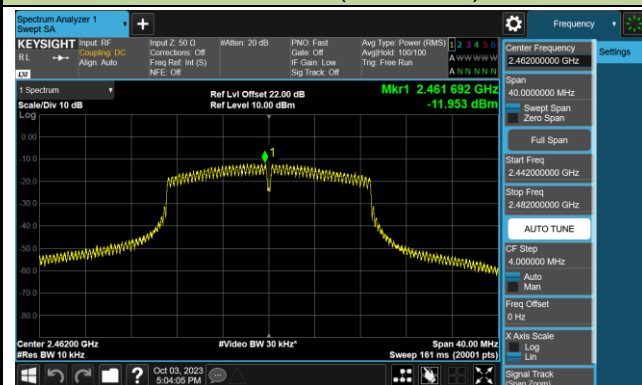 Spectrum Analyzer 1
Swept SA
+
Frequency
KEYSIGHT
RL
LXI
Input: RF
Coupling: DC
Align: Auto
Input Z: 50 Ω
Corrections: Off
Freq Ref: Int (S)
NFE: Off
#Atten: 20 dB
PNO: Fast
Gate: Off
IF Gain: Low
Sig Track: Off
Avg Type: Power (RMS)
Avg|Hold: 100/100
Trig: Free Run
1 2 3 4 5 6
A W W W W W
A N N N N N
Center Frequency
2.462000000 GHz
Settings
Span
40.0000000 MHz
Swept Span
Zero Span
Full Span
Start Freq
2.442000000 GHz
Stop Freq
2.482000000 GHz
AUTO TUNE
CF Step
4.000000 MHz
Auto
Man
Freq Offset
0 Hz
X Axis Scale
Log
Lin
Signal Track
(Span Zoom)
1 Spectrum
Scale/Div 10 dB
Log
Ref Lvl Offset 22.00 dB
Ref Level 10.00 dBm
Mkr1 2.461 692 GHz
-11.953 dBm
1
0.00
-10.0
-20.0
-30.0
-40.0
-50.0
-60.0
-70.0
-80.0
Center 2.46200 GHz
#Res BW 10 kHz
#Video BW 30 kHz*
Span 40.00 MHz
Sweep 161 ms (20001 pts)
?
Oct 03, 2023
5:04:05 PM